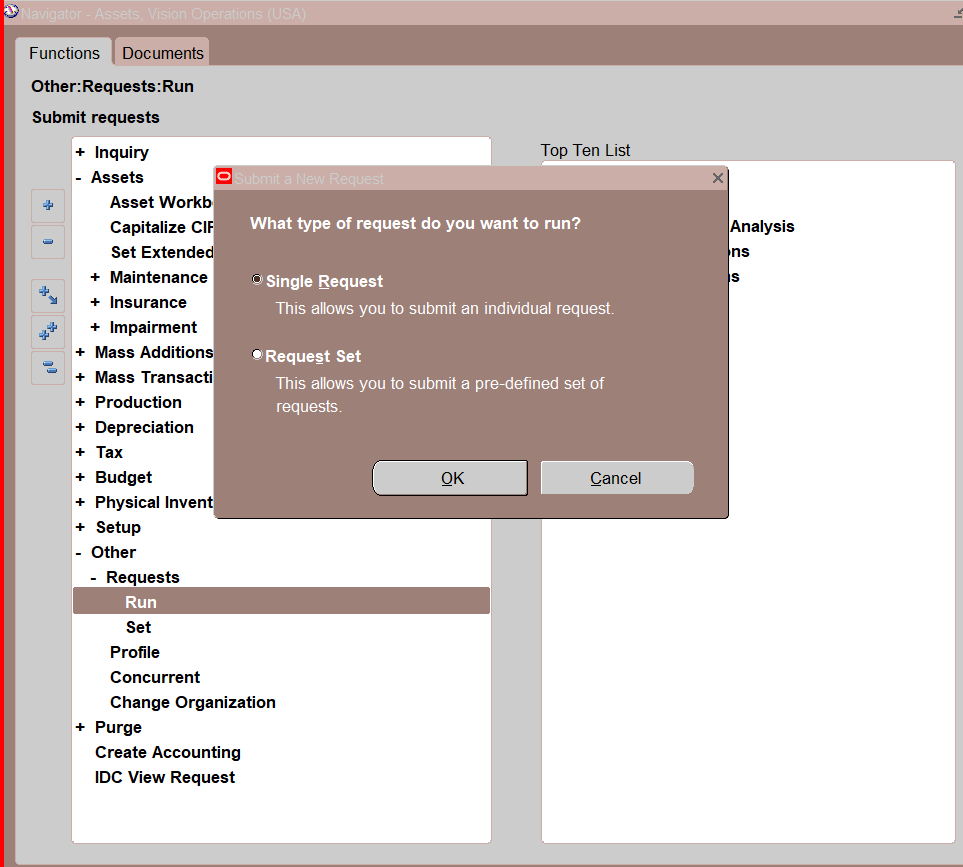 Navigator - Assets, Vision Operations (USA)
Functions
Documents
Other:Requests:Run
Submit requests
+ Inquiry
- Assets
Asset Workb
Capitalize CIP
Set Extended
+ Maintenance
+ Insurance
+ Impairment
+ Mass Additions
+ Mass Transacti
+ Production
+ Depreciation
+ Tax
+ Budget
+ Physical Invent
+ Setup
- Other
- Requests
Run
Set
Profile
Concurrent
Change Organization
+ Purge
Create Accounting
IDC View Request
Top Ten List
Analysis
Submit a New Request
What type of request do you want to run?
Single Request
This allows you to submit an individual request.
Request Set
This allows you to submit a pre-defined set of
requests.
OK
Cancel